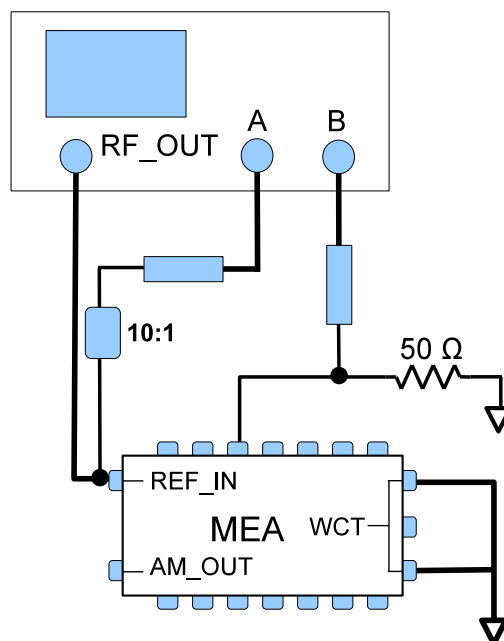 A
B
RF_OUT
10:1
50 Ω
REF_IN
MEA
WCT
AM_OUT